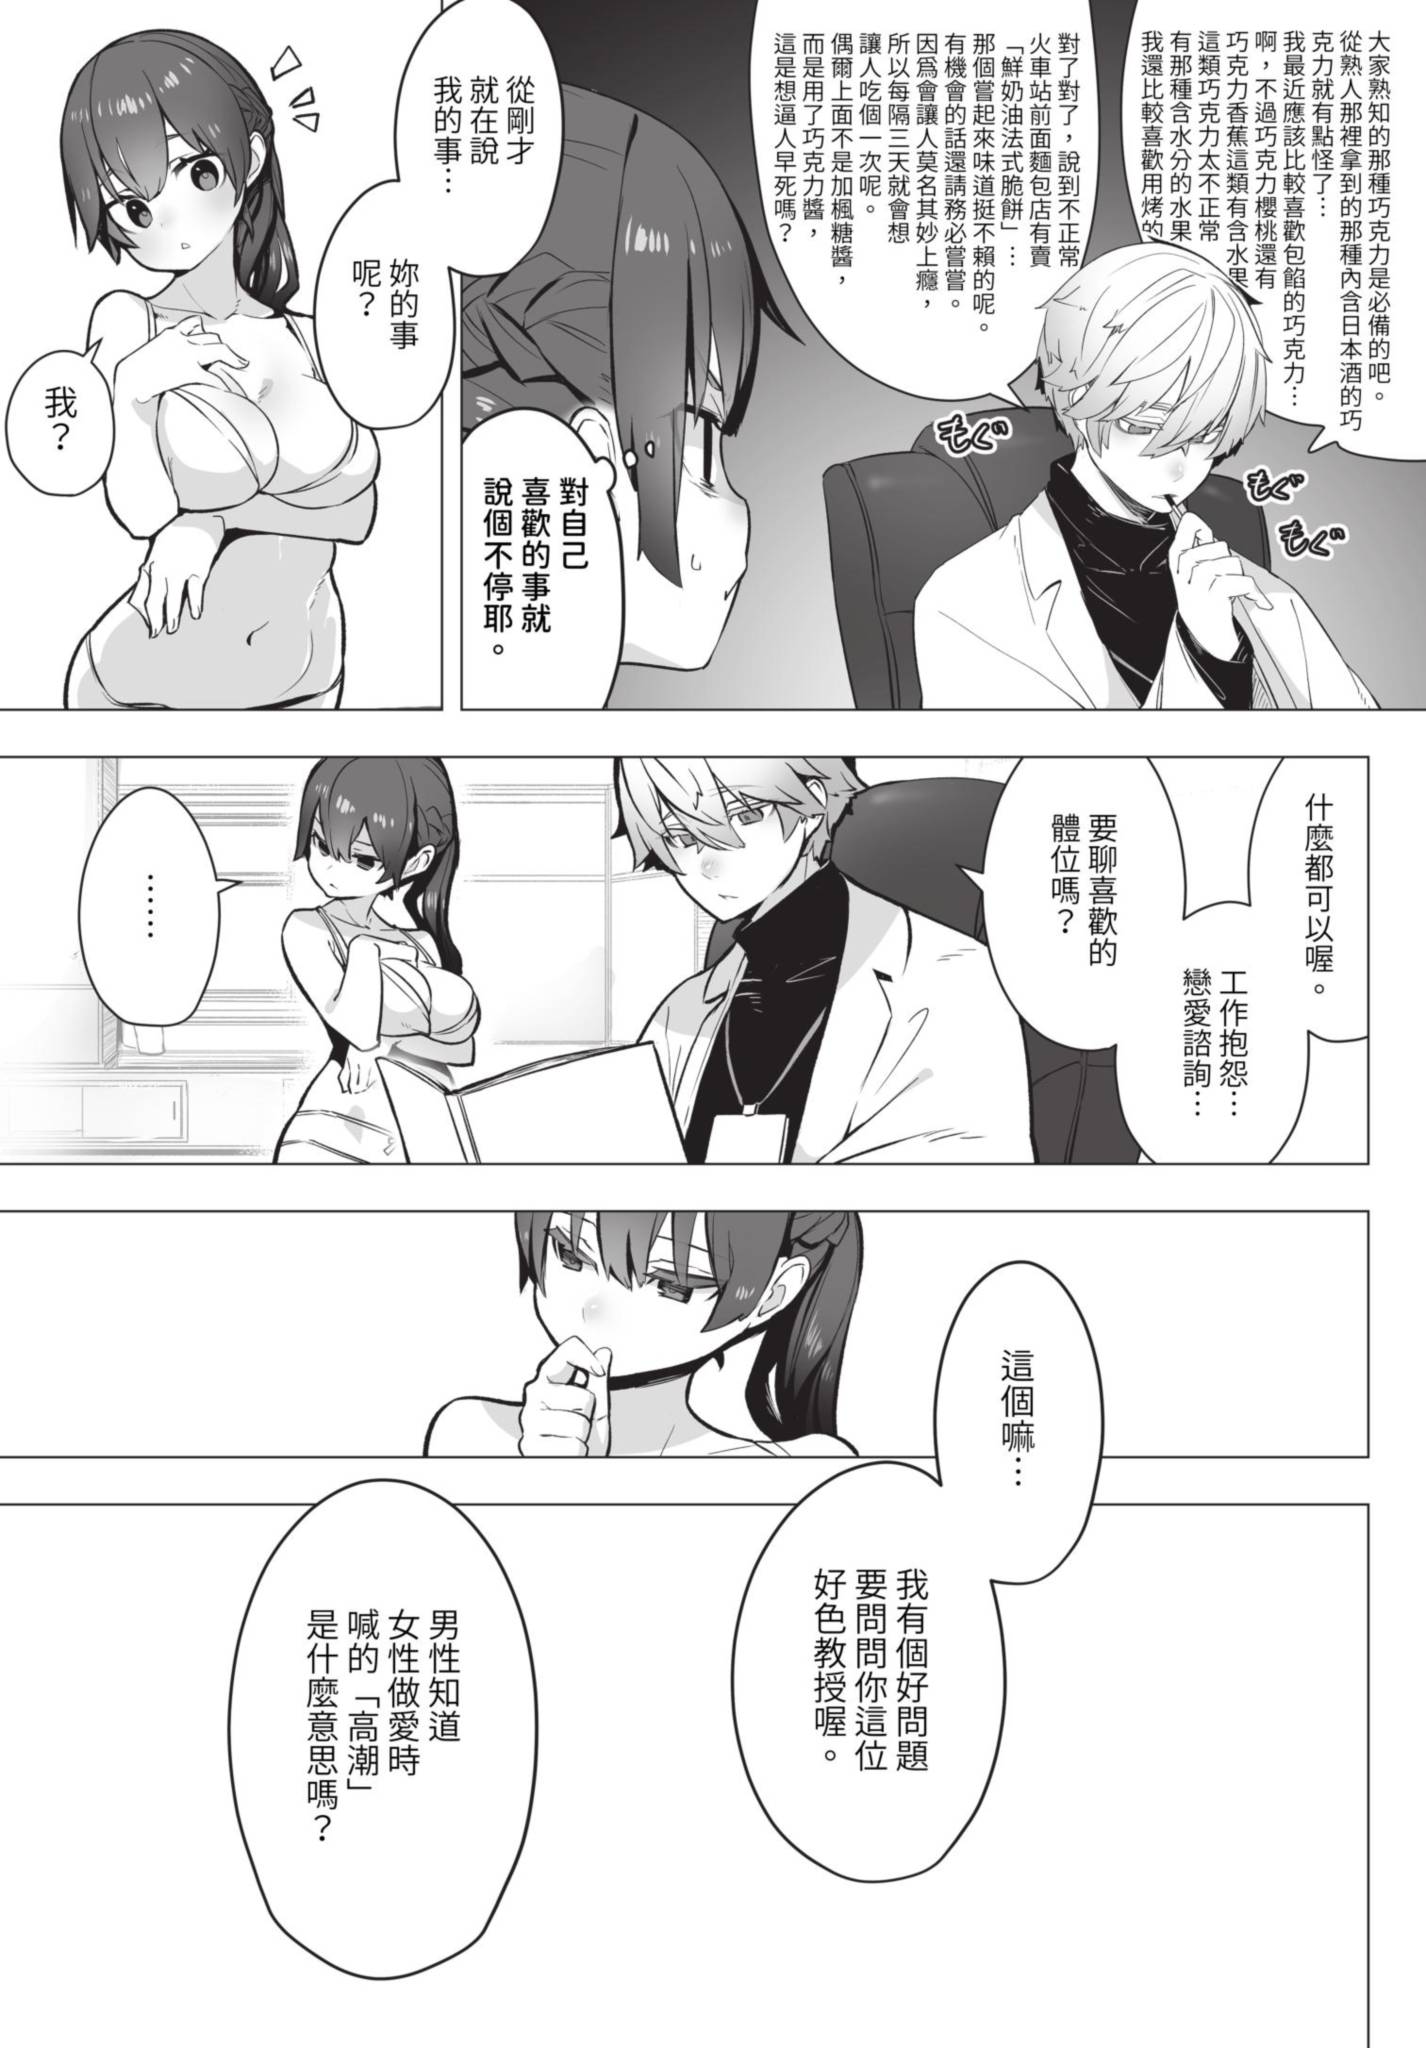 大家熟知的那種巧克力是必備的吧。
從熟人那裡拿到的那種內含日本酒的巧
克力就有點怪了…
我最近應該比較喜歡包餡的巧克力…
啊，不過巧克力櫻桃還有
巧克力香蕉這類有含水果
這類巧克力太不正常
有那種含水分的水果
我還比較喜歡用烤的
對了對了，說到不正常
火車站前面麵包店有賣
「鮮奶油法式脆餅」…
那個嘗起來味道挺不賴的呢。
有機會的話還請務必嘗嘗。
因為會讓人莫名其妙上癮，
所以每隔三天就會想
讓人吃個一次呢。
偶爾上面不是加楓糖醬，
而是用了巧克力醬，
這是想逼人早死嗎？
もぐ
もぐ
もぐ
對自己
喜歡的事就
說個不停耶。
從剛才
就在說
我的事…
妳的事
呢？
我？
什麼都可以喔。
工作抱怨…
戀愛諮詢…
要聊喜歡的
體位嗎？
……
這個嘛…
我有個好問題
要問問你這位
好色教授喔。
男性知道
女性做愛時
喊的「高潮」
是什麼意思嗎？